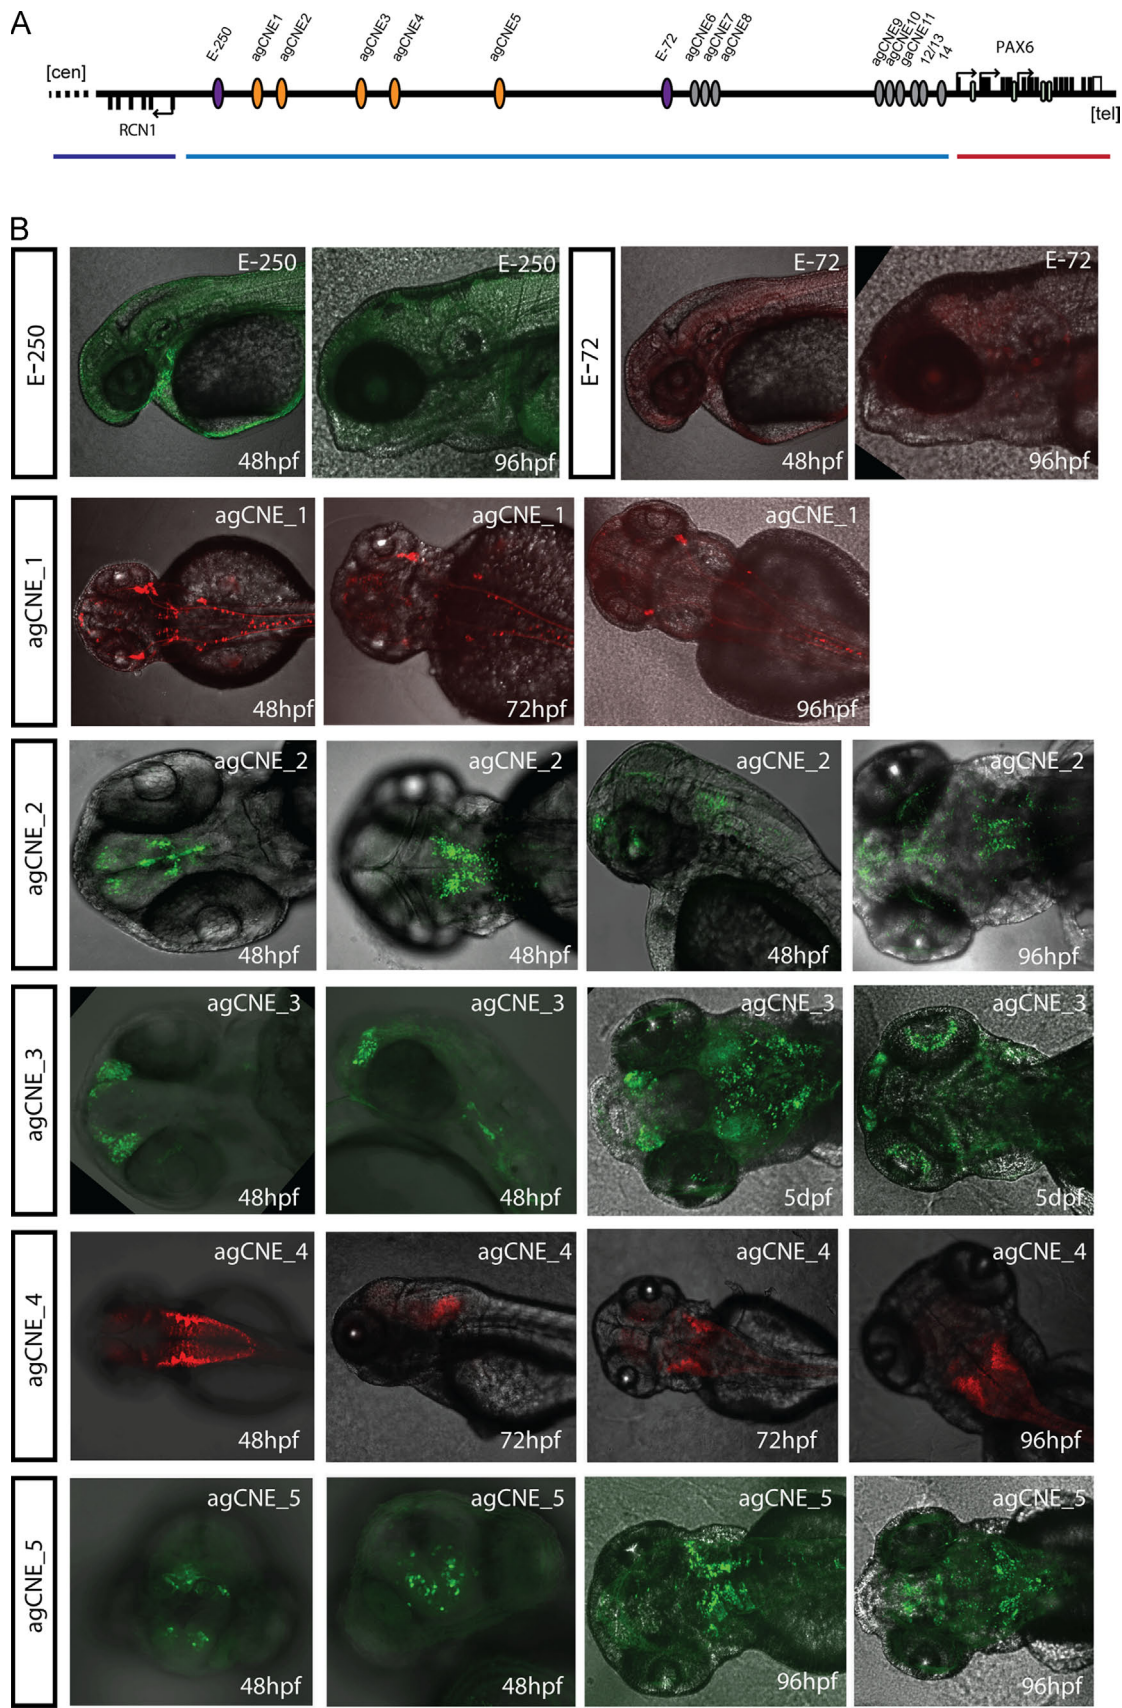 A
E-250
agCNE1
agCNE2
agCNE3
agCNE4
agCNE5
E-72
agCNE6
agCNE7
agCNE8
agCNE9
agCNE10
gaCNE11
12/13
14
PAX6
[cen]
RCN1
[tel]
B
E-250
E-250
48hpf
E-250
96hpf
E-72
E-72
48hpf
E-72
96hpf
agCNE_1
agCNE_1
48hpf
agCNE_1
72hpf
agCNE_1
96hpf
agCNE_2
agCNE_2
48hpf
agCNE_2
48hpf
agCNE_2
48hpf
agCNE_2
96hpf
agCNE_3
agCNE_3
48hpf
agCNE_3
48hpf
agCNE_3
5dpf
agCNE_3
5dpf
agCNE_4
agCNE_4
48hpf
agCNE_4
72hpf
agCNE_4
72hpf
agCNE_4
96hpf
agCNE_5
agCNE_5
48hpf
agCNE_5
48hpf
agCNE_5
96hpf
agCNE_5
96hpf